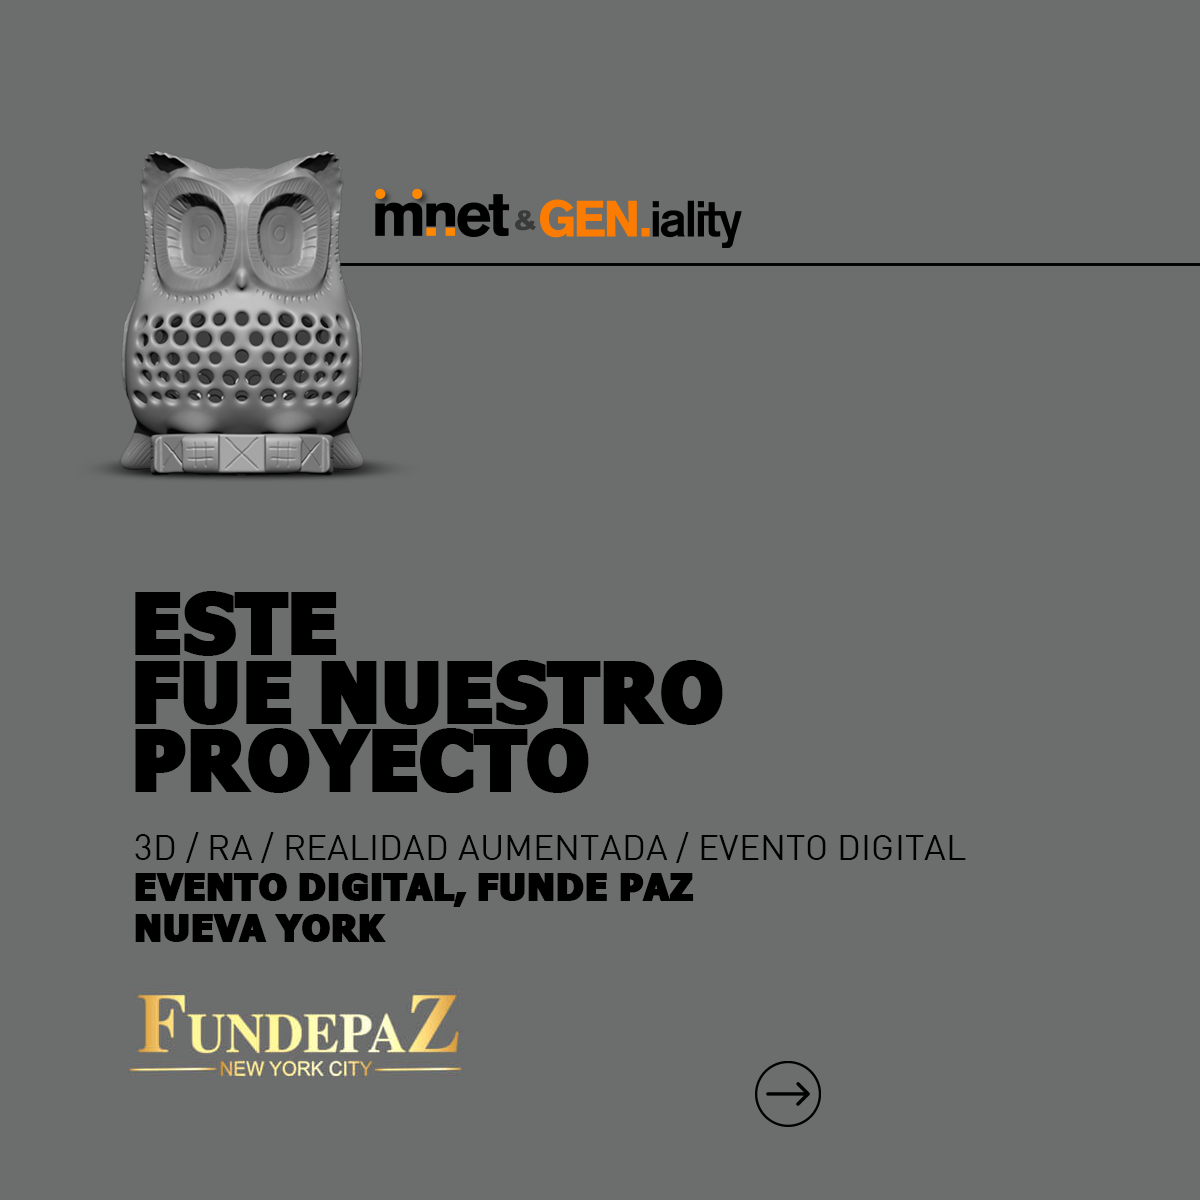 iminet & GEN.iality
ESTE
FUE NUESTRO
PROYECTO
3D / RA / REALIDAD AUMENTADA / EVENTO DIGITAL
EVENTO DIGITAL, FUNDE PAZ
NUEVA YORK
FUNDEPAZ
NEW YORK CITY